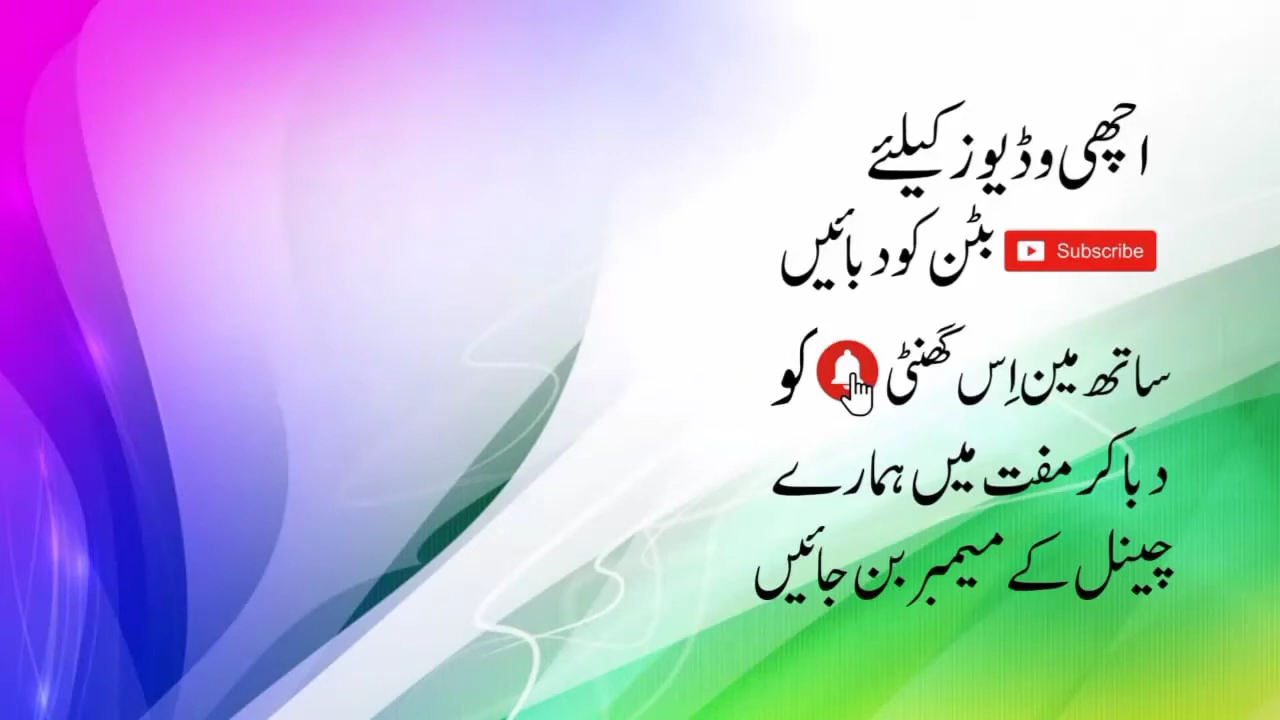 اچھی وڈیوز کیلئے
Subscribe بٹن کو دبائیں
ساتھ مین اِس گھنٹی کو
دبا کر مفت میں ہمارے
چینل کے میمبر بن جائیں